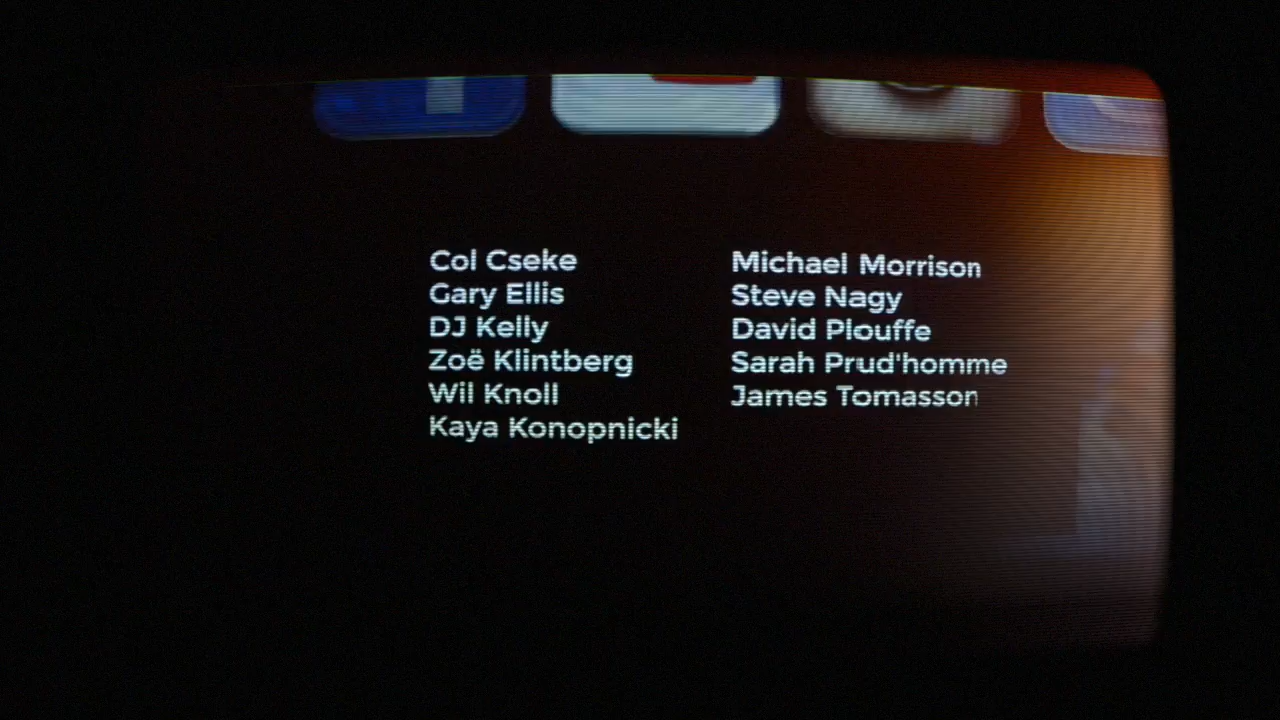 Col Cseke
Gary Ellis
DJ Kelly
Zoë Klintberg
Wil Knoll
Kaya Konopnicki
Michael Morrison
Steve Nagy
David Plouffe
Sarah Prud'homme
James Tomasson